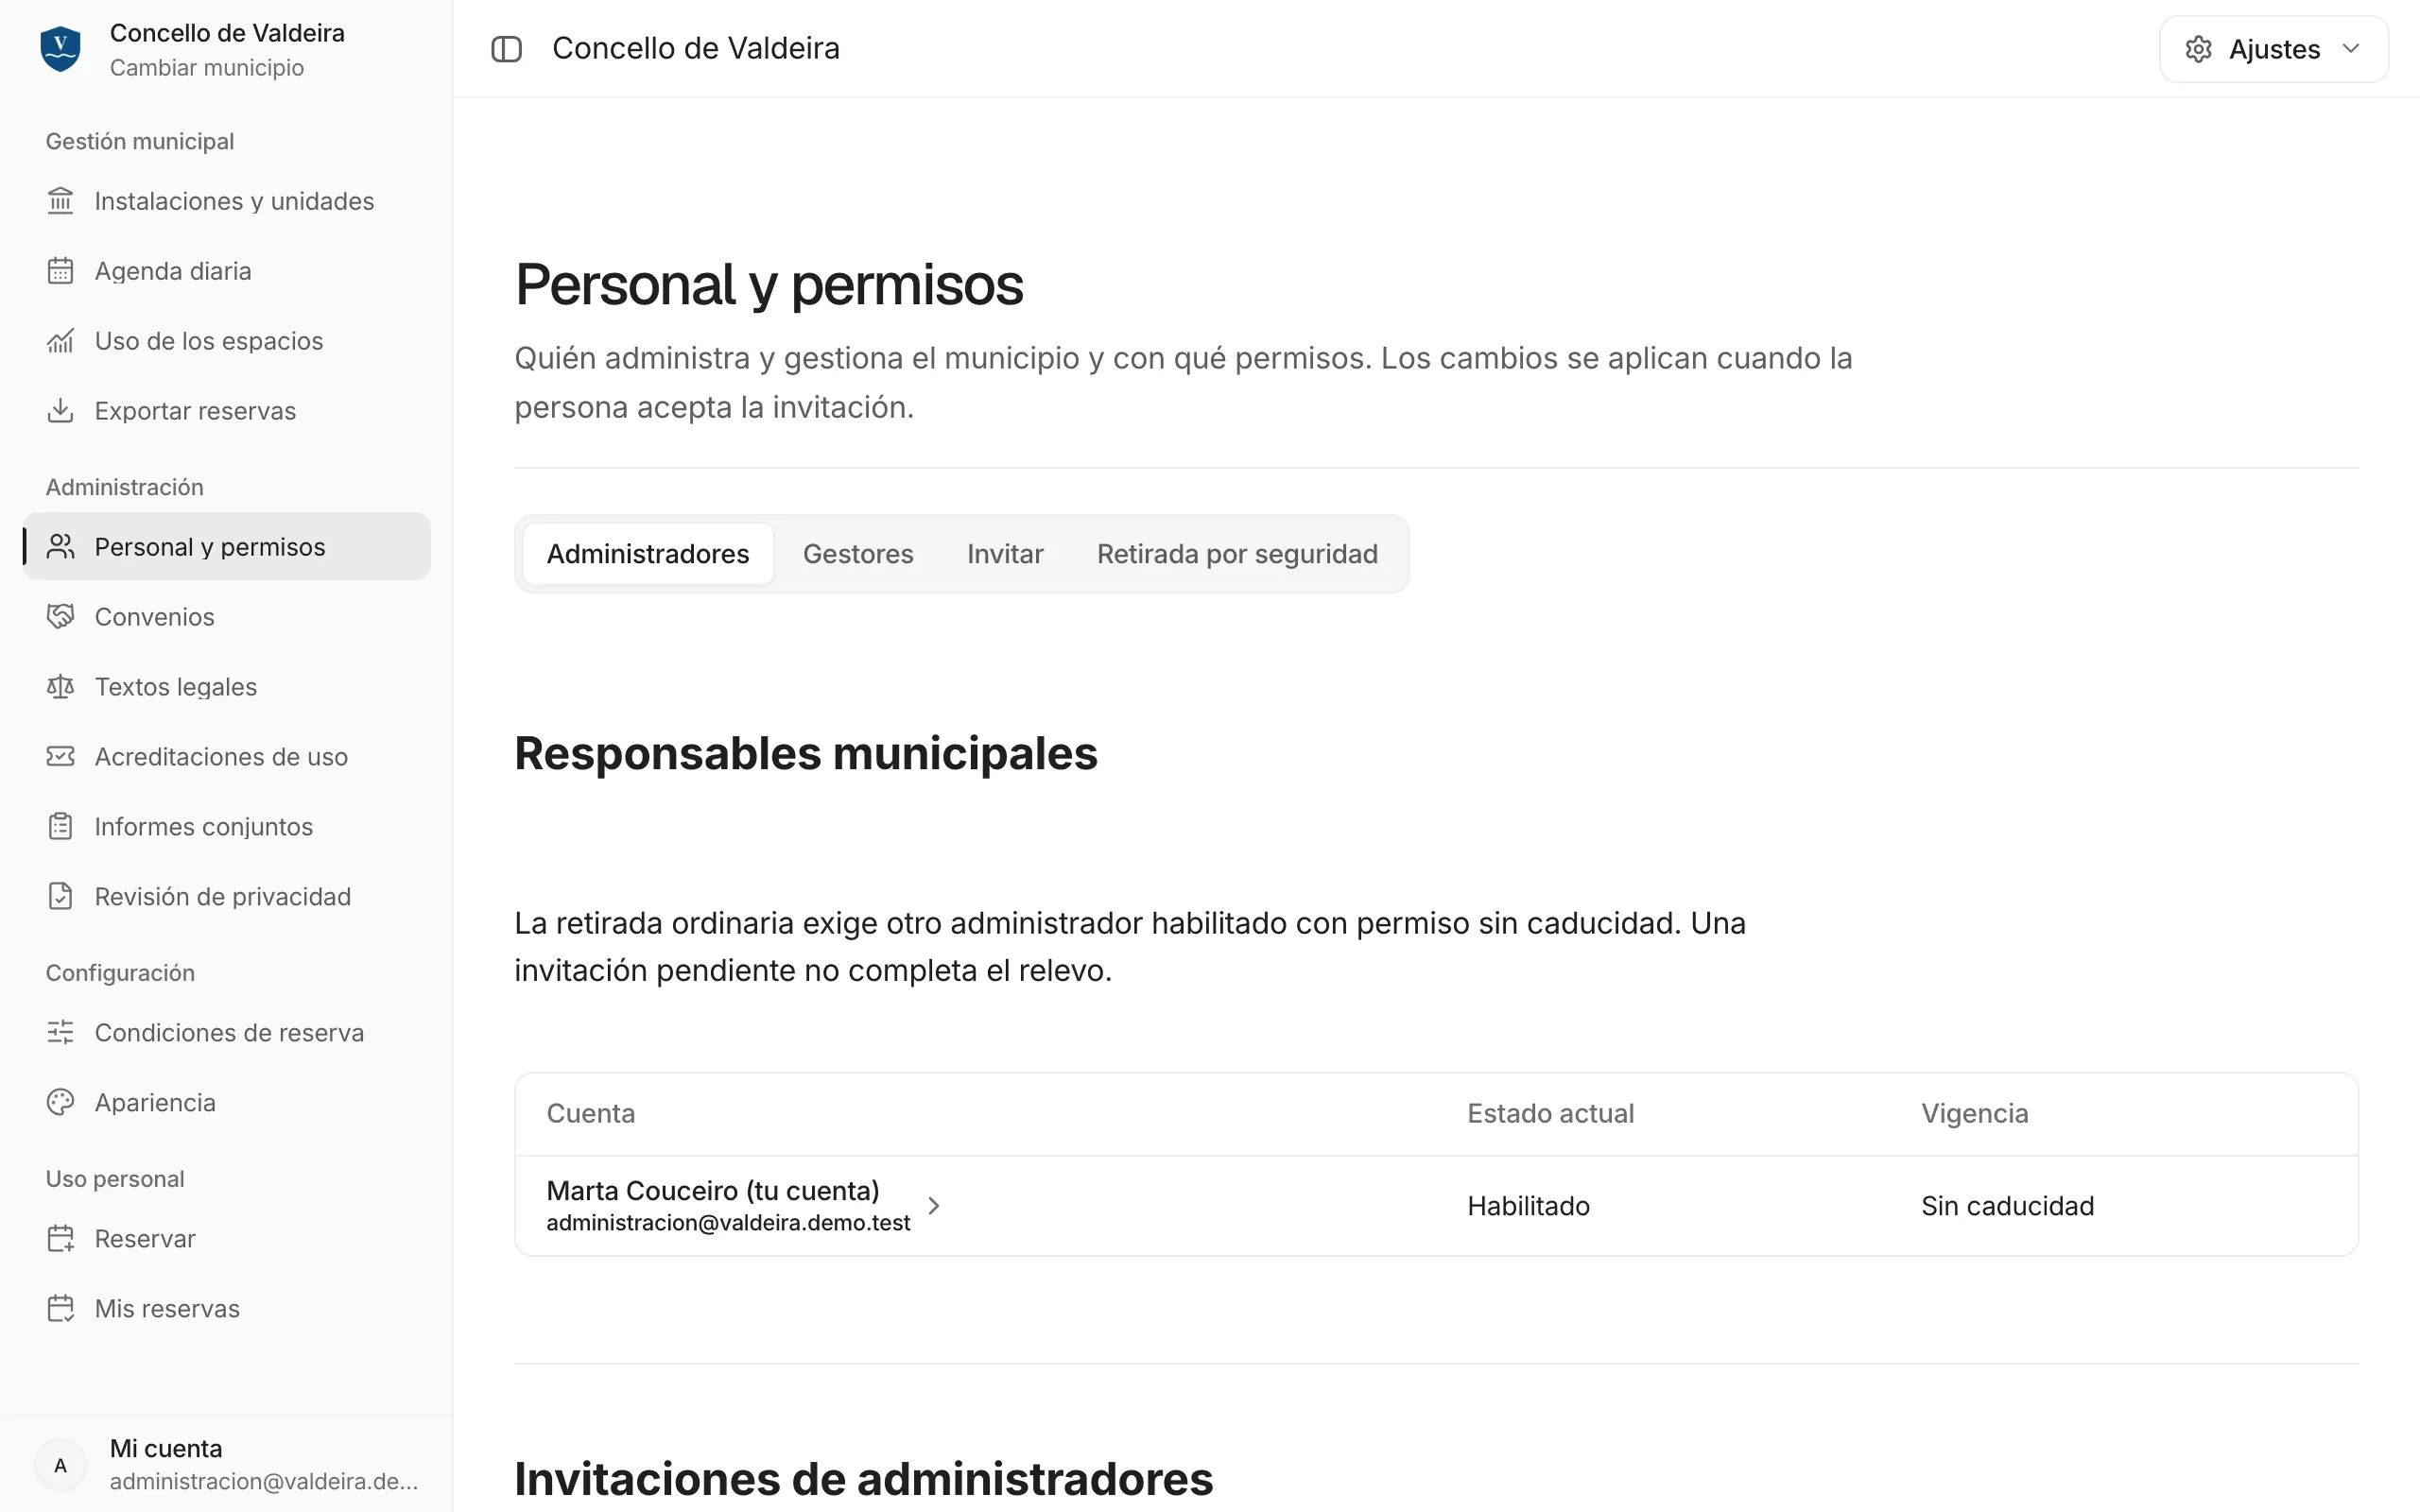 V
Concello de Valdeira
Cambiar municipio
Gestión municipal
Instalaciones y unidades
Agenda diaria
Uso de los espacios
Exportar reservas
Administración
Personal y permisos
Convenios
Textos legales
Acreditaciones de uso
Informes conjuntos
Revisión de privacidad
Configuración
Condiciones de reserva
Apariencia
Uso personal
Reservar
Mis reservas
A
Mi cuenta
administracion@valdeira.de...
Concello de Valdeira
Ajustes
Personal y permisos
Quién administra y gestiona el municipio y con qué permisos. Los cambios se aplican cuando la
persona acepta la invitación.
Administradores
Gestores
Invitar
Retirada por seguridad
Responsables municipales
La retirada ordinaria exige otro administrador habilitado con permiso sin caducidad. Una
invitación pendiente no completa el relevo.
Cuenta
Estado actual
Vigencia
Marta Couceiro (tu cuenta)
administracion@valdeira.demo.test
Habilitado
Sin caducidad
Invitaciones de administradores